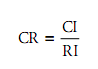 CR = CI / RI